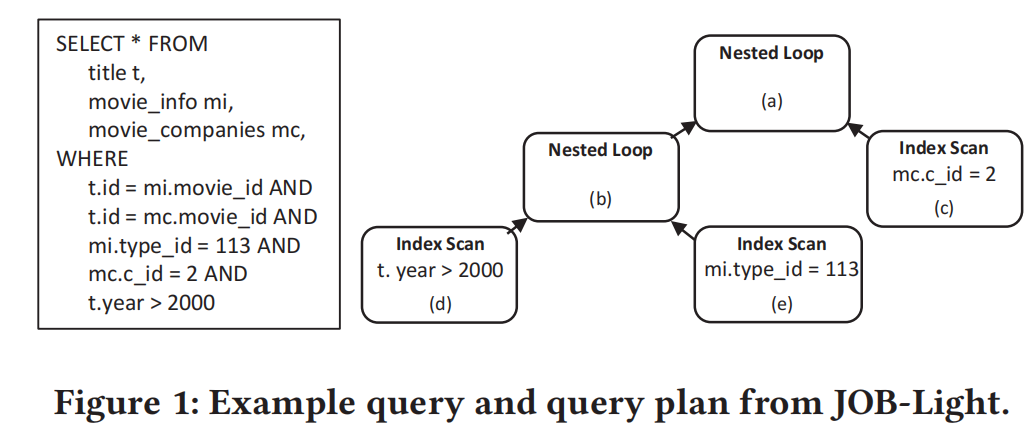 SELECT * FROM
title t,
movie_info mi,
movie_companies mc,
WHERE
t.id = mi.movie_id AND
t.id = mc.movie_id AND
mi.type_id = 113 AND
mc.c_id = 2 AND
t.year > 2000
Nested Loop
(a)
Nested Loop
(b)
Index Scan
mc.c_id = 2
(c)
Index Scan
t. year > 2000
(d)
Index Scan
mi.type_id = 113
(e)
Figure 1: Example query and query plan from JOB-Light.